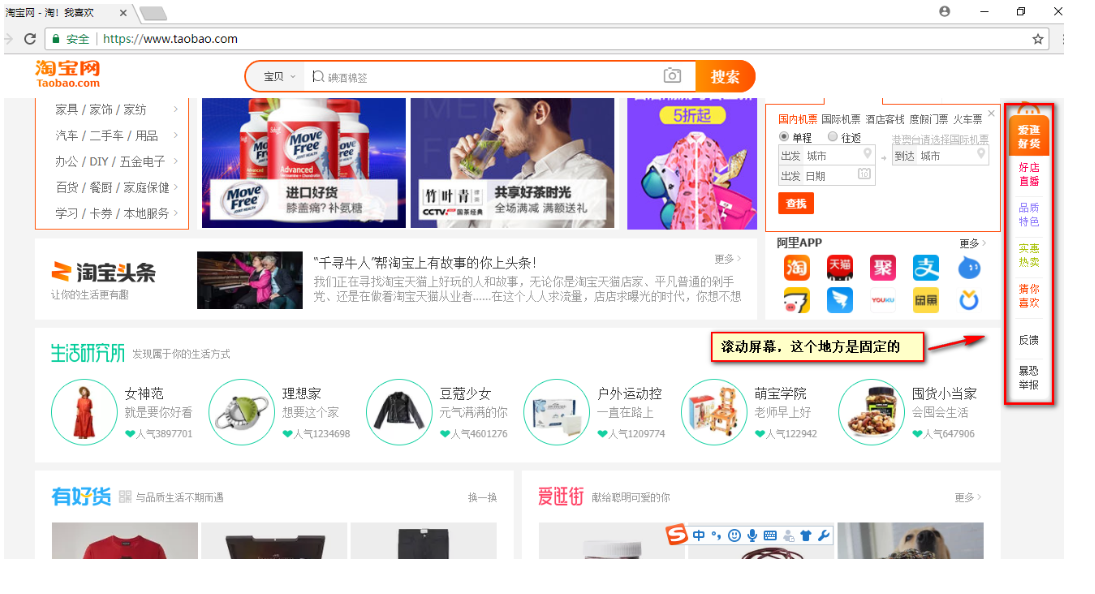 淘宝网 - 淘！我喜欢
安全 | https://www.taobao.com
淘宝网
Taobao.com
宝贝
碘酒棉签
搜索
家具 / 家饰 / 家纺
汽车 / 二手车 / 用品
办公 / DIY / 五金电子
百货 / 餐厨 / 家庭保健
学习 / 卡券 / 本地服务
Move Free
进口好货
膝盖痛? 补氨糖
竹叶青
CCTV 国茶经典
共享好茶时光
全场满减 满额送礼
5折起
国内机票 国际机票 酒店客栈 度假门票 火车票
单程 往返
港澳台请选择国际机票
出发 城市
到达 城市
出发 日期
查找
阿里APP
更多
淘
天猫
聚
支
YOUKU
闲鱼
爱逛
好货
好店
直播
品质
特色
实惠
热卖
猜你
喜欢
反馈
暴恐
举报
淘宝头条
让你的生活更有趣
“千寻牛人”帮淘宝上有故事的你上头条！
更多
我们正在寻找淘宝天猫上好玩的人和故事，无论你是淘宝天猫店家、平凡普通的剁手
党、还是在做着淘宝天猫从业者……在这个人人求流量，店店求曝光的时代，你想不想
滚动屏幕，这个地方是固定的
生活研究所 发现属于你的生活方式
女神范
就是要你好看
人气3897701
理想家
想要这个家
人气1234698
豆蔻少女
元气满满的你
人气4601276
户外运动控
一直在路上
人气1209774
萌宝学院
老师早上好
人气122942
囤货小当家
会囤会生活
人气647906
有好货 与品质生活不期而遇
换一换
爱逛街 献给聪明可爱的你
更多
中